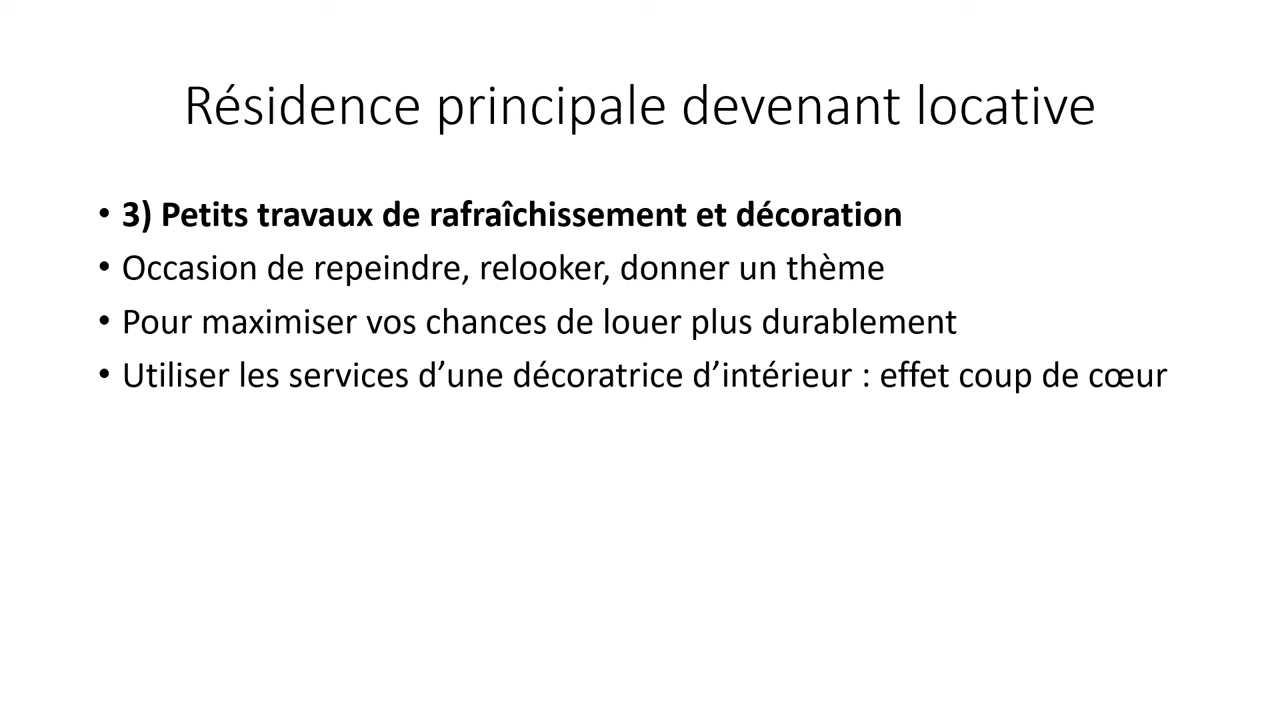 Résidence principale devenant locative
• 3) Petits travaux de rafraîchissement et décoration
• Occasion de repeindre, relooker, donner un thème
• Pour maximiser vos chances de louer plus durablement
• Utiliser les services d’une décoratrice d’intérieur : effet coup de cœur